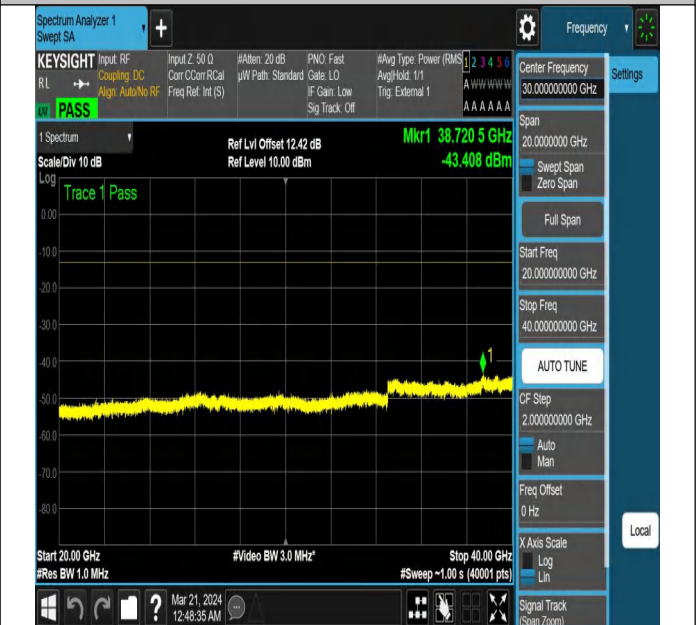 Spectrum Analyzer 1
Swept SA
+
Frequency
KEYSIGHT
RL
PASS
Input: RF
Coupling: DC
Align: Auto/No RF
Input Z: 50 Ω
Corr CCorr RCal
Freq Ref: Int (S)
#Atten: 20 dB
µW Path: Standard
PNO: Fast
Gate: LO
IF Gain: Low
Sig Track: Off
#Avg Type: Power (RMS
Avg|Hold: 1/1
Trig: External 1
1 2 3 4 5 6
A W W W W W
A A A A A A
1 Spectrum
Scale/Div 10 dB
Ref Lvl Offset 12.42 dB
Ref Level 10.00 dBm
Mkr1 38.720 5 GHz
-43.408 dBm
Log
Trace 1 Pass
0.00
-10.0
-20.0
-30.0
-40.0
-50.0
-60.0
-70.0
-80.0
1
Start 20.00 GHz
#Res BW 1.0 MHz
#Video BW 3.0 MHz*
Stop 40.00 GHz
#Sweep ~1.00 s (40001 pts)
?
Mar 21, 2024
12:48:35 AM
Center Frequency
30.000000000 GHz
Span
20.0000000 GHz
Swept Span
Zero Span
Full Span
Start Freq
20.000000000 GHz
Stop Freq
40.000000000 GHz
AUTO TUNE
CF Step
2.000000000 GHz
Auto
Man
Freq Offset
0 Hz
X Axis Scale
Log
Lin
Signal Track
(Span Zoom)
Settings
Local